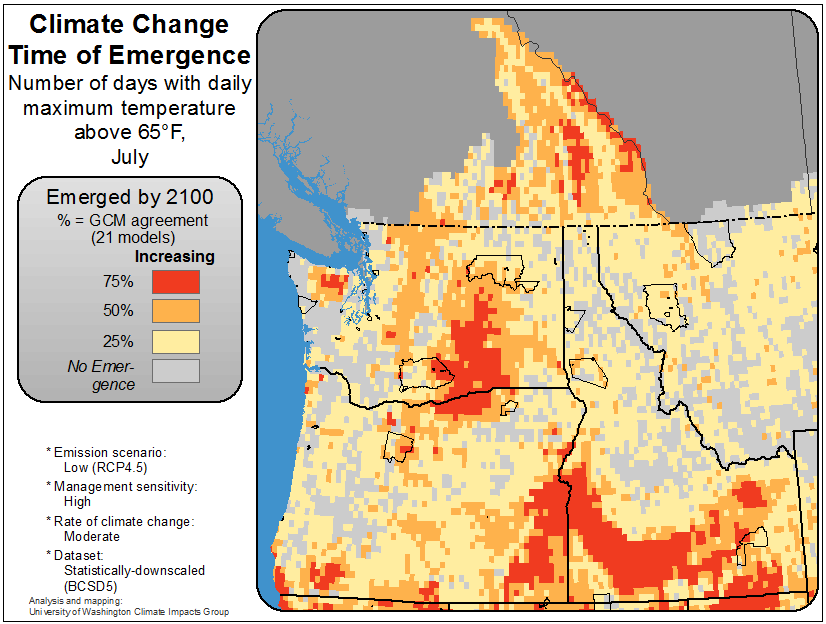 Climate Change
Time of Emergence
Number of days with daily
maximum temperature
above 65°F,
July
Emerged by 2100
% = GCM agreement
(21 models)
Increasing
75%
50%
25%
No Emer-
gence
* Emission scenario:
Low (RCP4.5)
* Management sensitivity:
High
* Rate of climate change:
Moderate
* Dataset:
Statistically-downscaled
(BCSD5)
Analysis and mapping:
University of Washington Climate Impacts Group